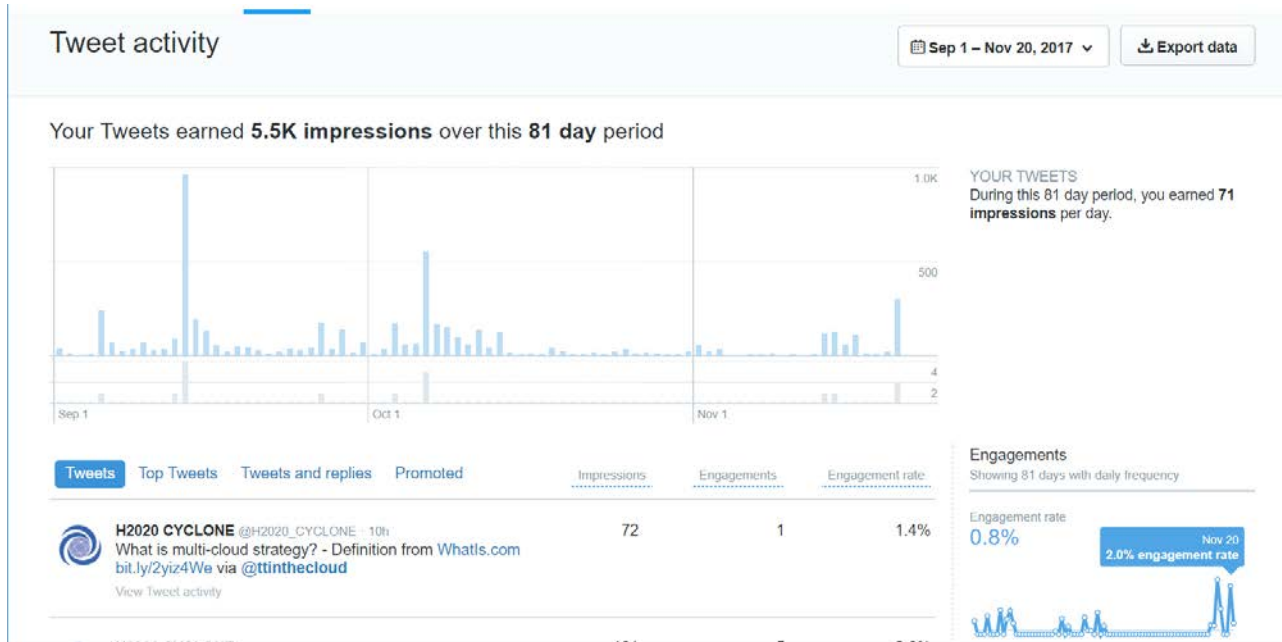 Tweet activity
Sep 1 – Nov 20, 2017
Export data
Your Tweets earned 5.5K impressions over this 81 day period
1.0K
500
4
2
Sep 1
Oct 1
Nov 1
YOUR TWEETS
During this 81 day period, you earned 71
impressions per day.
Tweets Top Tweets Tweets and replies Promoted Impressions Engagements Engagement rate
H2020 CYCLONE @H2020_CYCLONE · 10h 72 1 1.4%
What is multi-cloud strategy? - Definition from WhatIs.com
bit.ly/2yiz4We via @ttinthecloud
View Tweet activity
Engagements
Showing 81 days with daily frequency
Engagement rate
0.8%
Nov 20
2.0% engagement rate